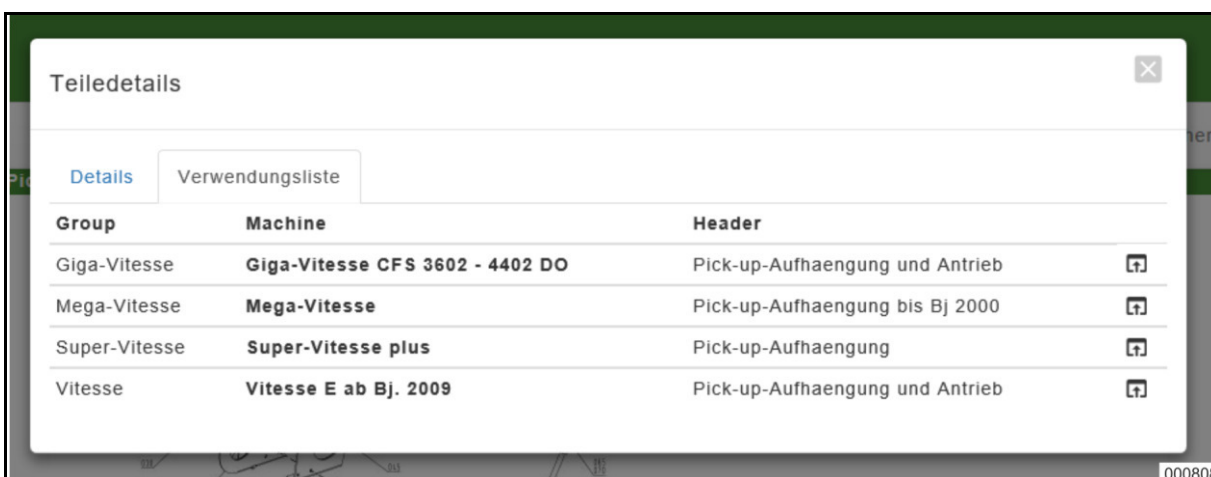 Teiledetails
Details Verwendungsliste
Group Machine Header
Giga-Vitesse Giga-Vitesse CFS 3602 - 4402 DO Pick-up-Aufhaengung und Antrieb
Mega-Vitesse Mega-Vitesse Pick-up-Aufhaengung bis Bj 2000
Super-Vitesse Super-Vitesse plus Pick-up-Aufhaengung
Vitesse Vitesse E ab Bj. 2009 Pick-up-Aufhaengung und Antrieb